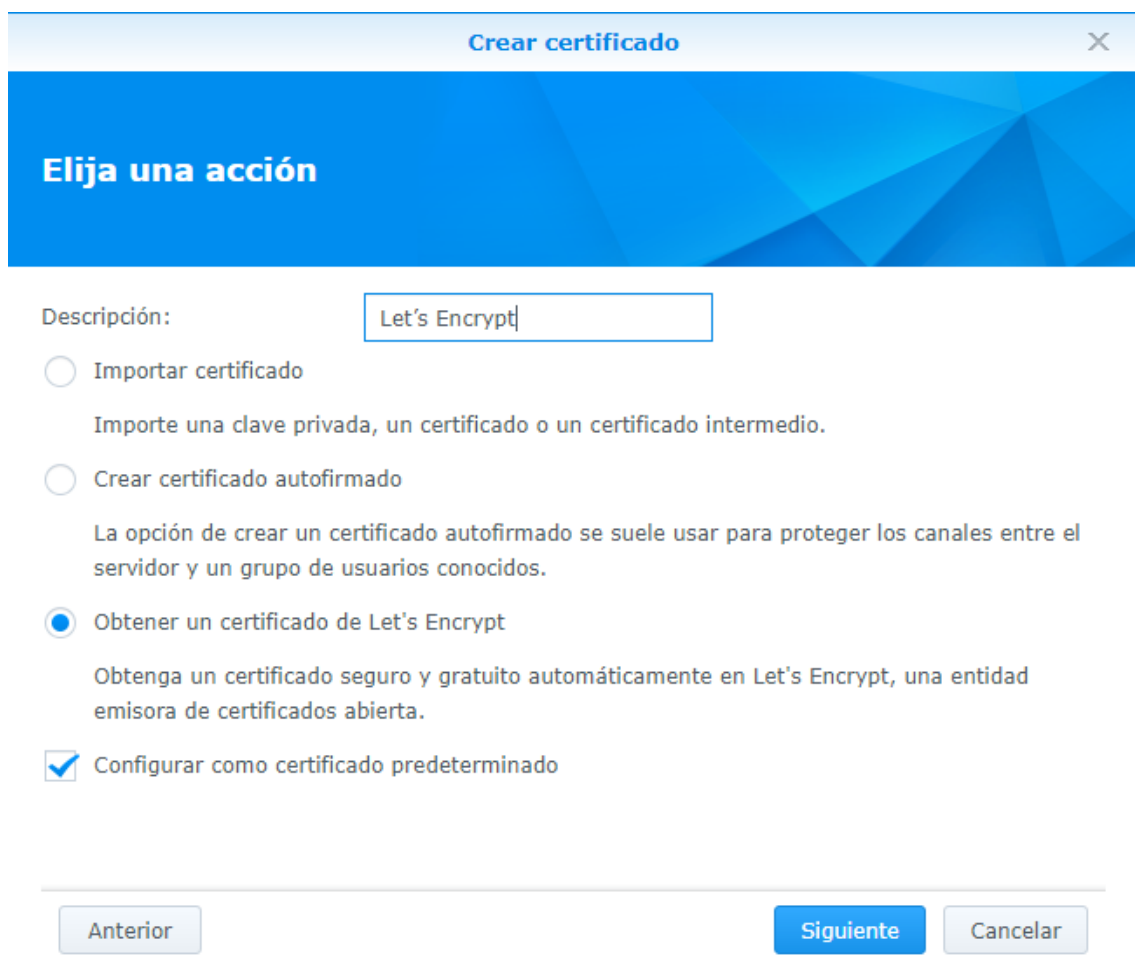 Crear certificado
Elija una acción
Descripción: Let’s Encrypt
Importar certificado
Importe una clave privada, un certificado o un certificado intermedio.
Crear certificado autofirmado
La opción de crear un certificado autofirmado se suele usar para proteger los canales entre el
servidor y un grupo de usuarios conocidos.
Obtener un certificado de Let's Encrypt
Obtenga un certificado seguro y gratuito automáticamente en Let's Encrypt, una entidad
emisora de certificados abierta.
Configurar como certificado predeterminado
Anterior Siguiente Cancelar